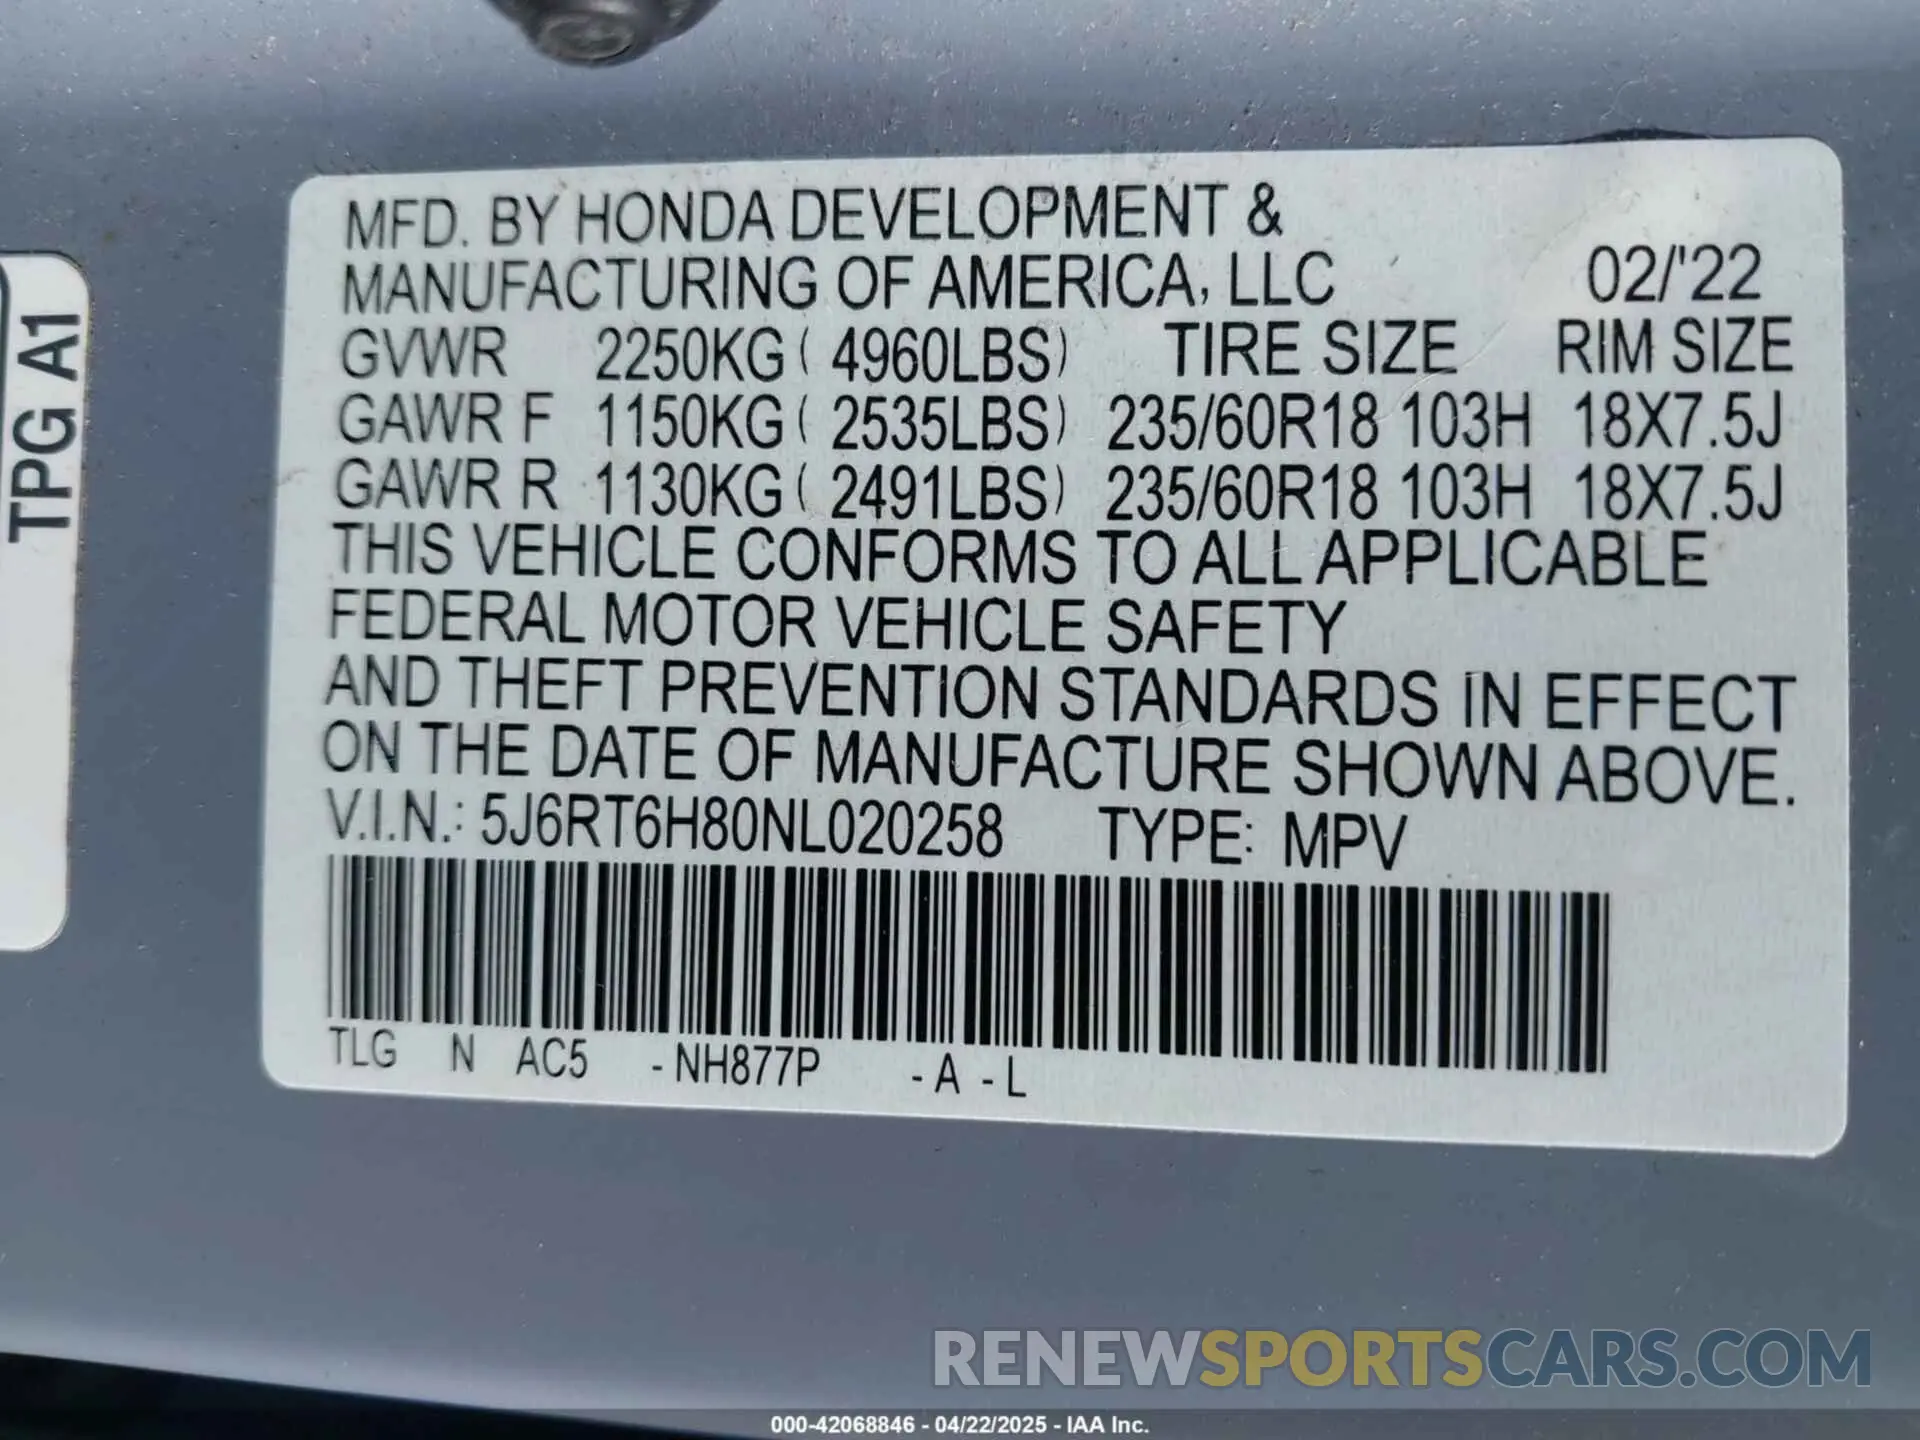 MFD. BY HONDA DEVELOPMENT &
MANUFACTURING OF AMERICA, LLC 02/'22
GVWR 2250KG ( 4960LBS) TIRE SIZE RIM SIZE
GAWR F 1150KG ( 2535LBS) 235/60R18 103H 18X7.5J
GAWR R 1130KG ( 2491LBS) 235/60R18 103H 18X7.5J
THIS VEHICLE CONFORMS TO ALL APPLICABLE
FEDERAL MOTOR VEHICLE SAFETY
AND THEFT PREVENTION STANDARDS IN EFFECT
ON THE DATE OF MANUFACTURE SHOWN ABOVE.
V.I.N.: 5J6RT6H80NL020258 TYPE: MPV
TLG N AC5 -NH877P -A -L
TPG A1
RENEWSPORTSCARS.COM
000-42068846 - 04/22/2025 - IAA Inc.